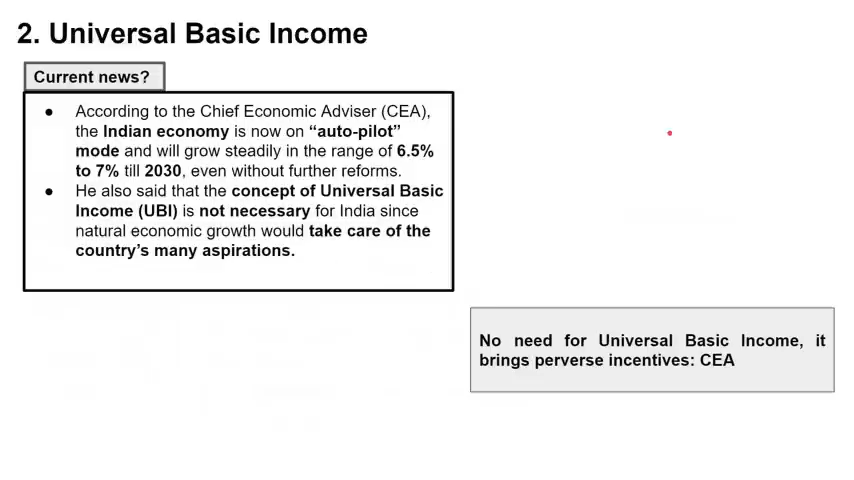 2. Universal Basic Income
Current news?
● According to the Chief Economic Adviser (CEA),
the Indian economy is now on “auto-pilot”
mode and will grow steadily in the range of 6.5%
to 7% till 2030, even without further reforms.
● He also said that the concept of Universal Basic
Income (UBI) is not necessary for India since
natural economic growth would take care of the
country’s many aspirations.
No need for Universal Basic Income, it
brings perverse incentives: CEA